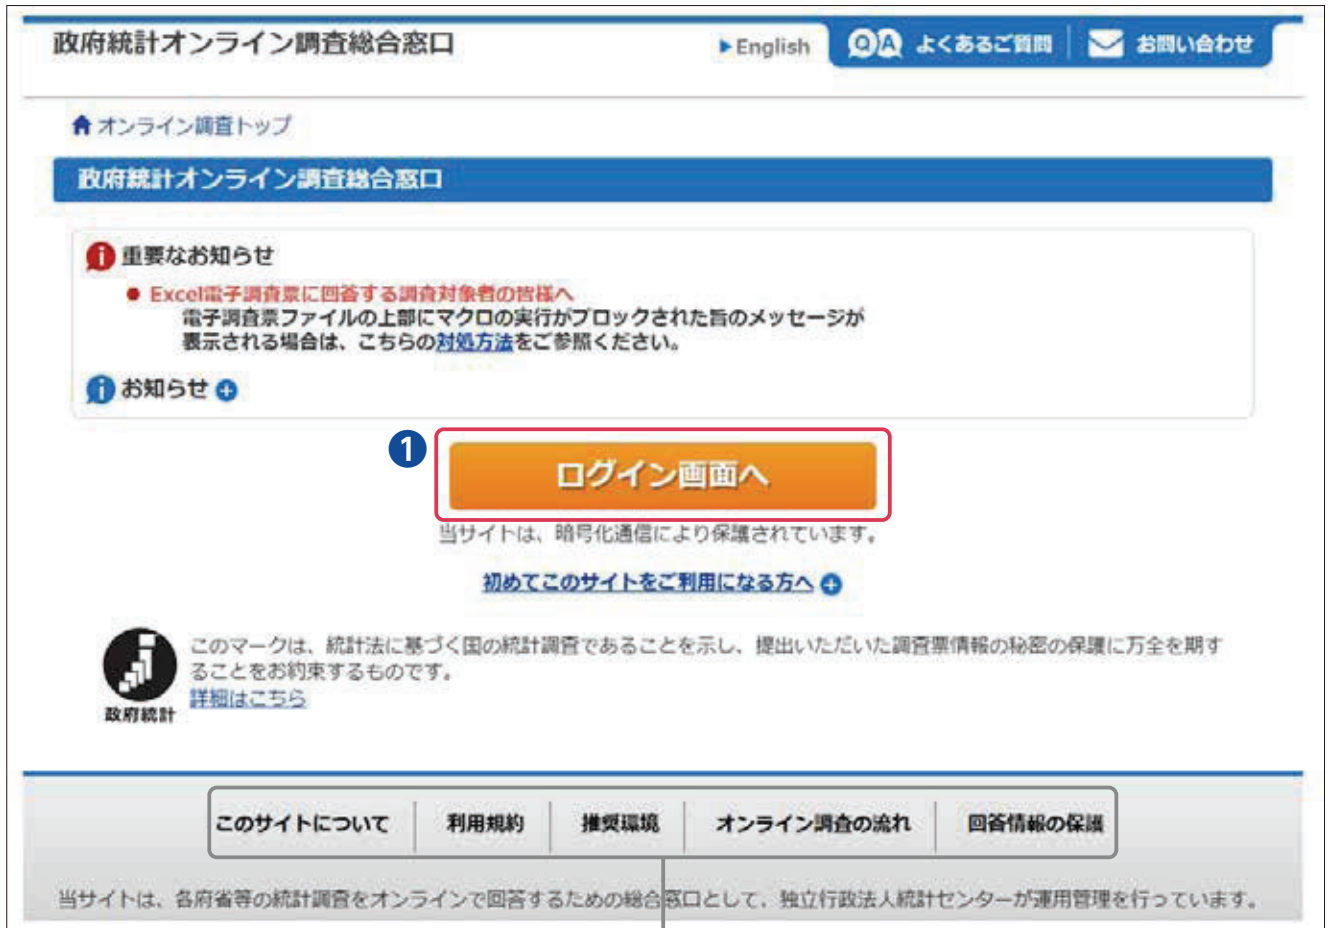 政府統計オンライン調査総合窓口
English
QA よくあるご質問
お問い合わせ
オンライン調査トップ
政府統計オンライン調査総合窓口
重要なお知らせ
● Excel電子調査票に回答する調査対象者の皆様へ
電子調査票ファイルの上部にマクロの実行がブロックされた旨のメッセージが
表示される場合は、こちらの対処方法をご参照ください。
お知らせ
1
ログイン画面へ
当サイトは、暗号化通信により保護されています。
初めてこのサイトをご利用になる方へ
このマークは、統計法に基づく国の統計調査であることを示し、提出いただいた調査票情報の秘密の保護に万全を期す
ることをお約束するものです。
詳細はこちら
政府統計
このサイトについて
利用規約
推奨環境
オンライン調査の流れ
回答情報の保護
当サイトは、各府省等の統計調査をオンラインで回答するための総合窓口として、独立行政法人統計センターが運用管理を行っています。